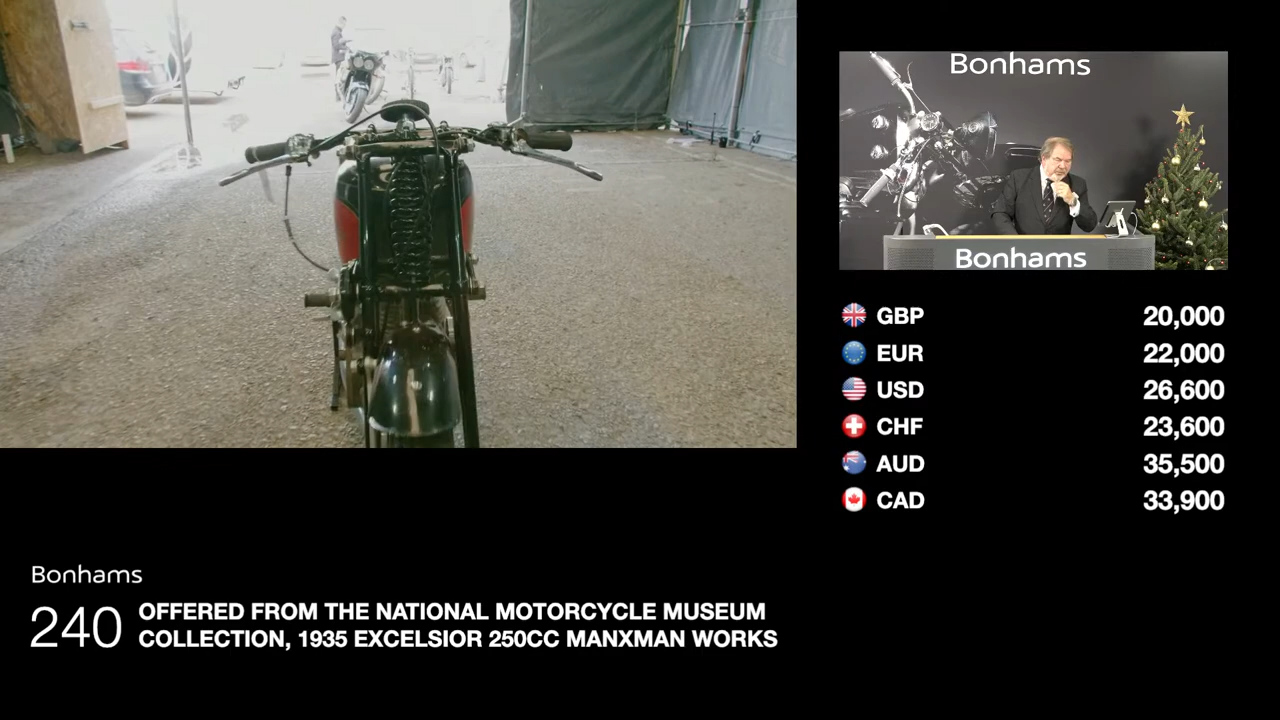 Bonhams
Bonhams
GBP 20,000
EUR 22,000
USD 26,600
CHF 23,600
AUD 35,500
CAD 33,900
Bonhams
240
OFFERED FROM THE NATIONAL MOTORCYCLE MUSEUM
COLLECTION, 1935 EXCELSIOR 250CC MANXMAN WORKS